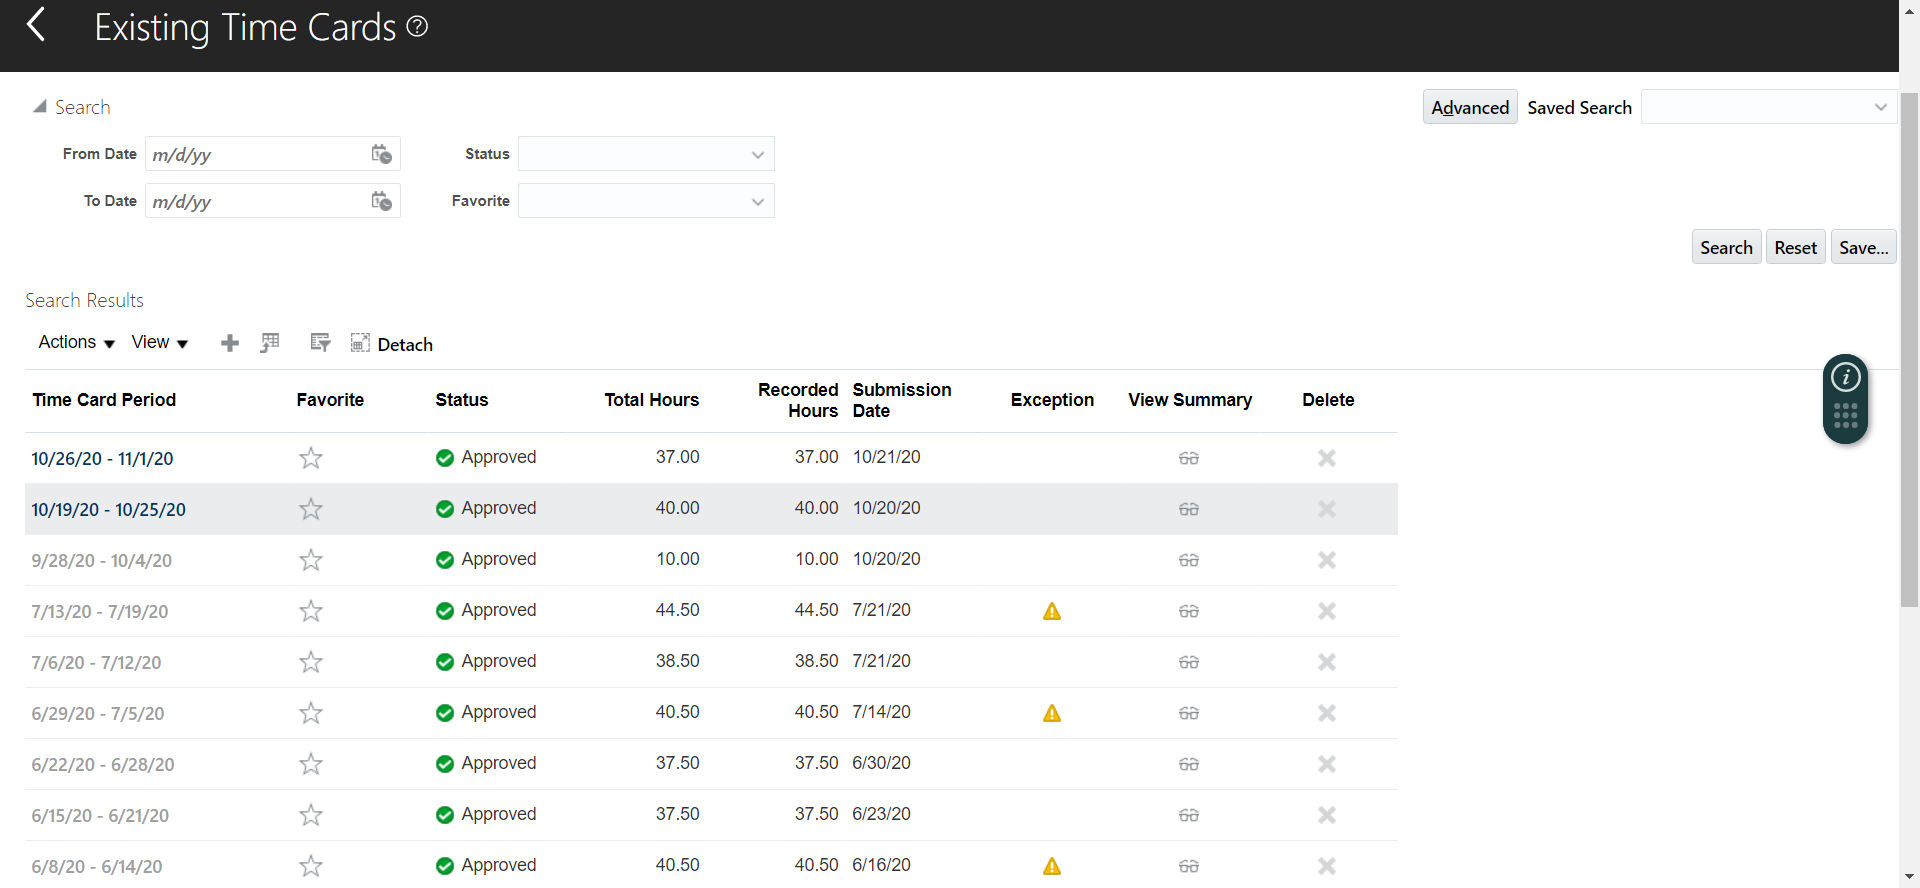 Existing Time Cards ?
Search
Advanced Saved Search
From Date m/d/yy Status
To Date m/d/yy Favorite
Search Reset Save...
Search Results
Actions View Detach
Time Card Period Favorite Status Total Hours Recorded Hours Submission Date Exception View Summary Delete
10/26/20 - 11/1/20 Approved 37.00 37.00 10/21/20
10/19/20 - 10/25/20 Approved 40.00 40.00 10/20/20
9/28/20 - 10/4/20 Approved 10.00 10.00 10/20/20
7/13/20 - 7/19/20 Approved 44.50 44.50 7/21/20
7/6/20 - 7/12/20 Approved 38.50 38.50 7/21/20
6/29/20 - 7/5/20 Approved 40.50 40.50 7/14/20
6/22/20 - 6/28/20 Approved 37.50 37.50 6/30/20
6/15/20 - 6/21/20 Approved 37.50 37.50 6/23/20
6/8/20 - 6/14/20 Approved 40.50 40.50 6/16/20